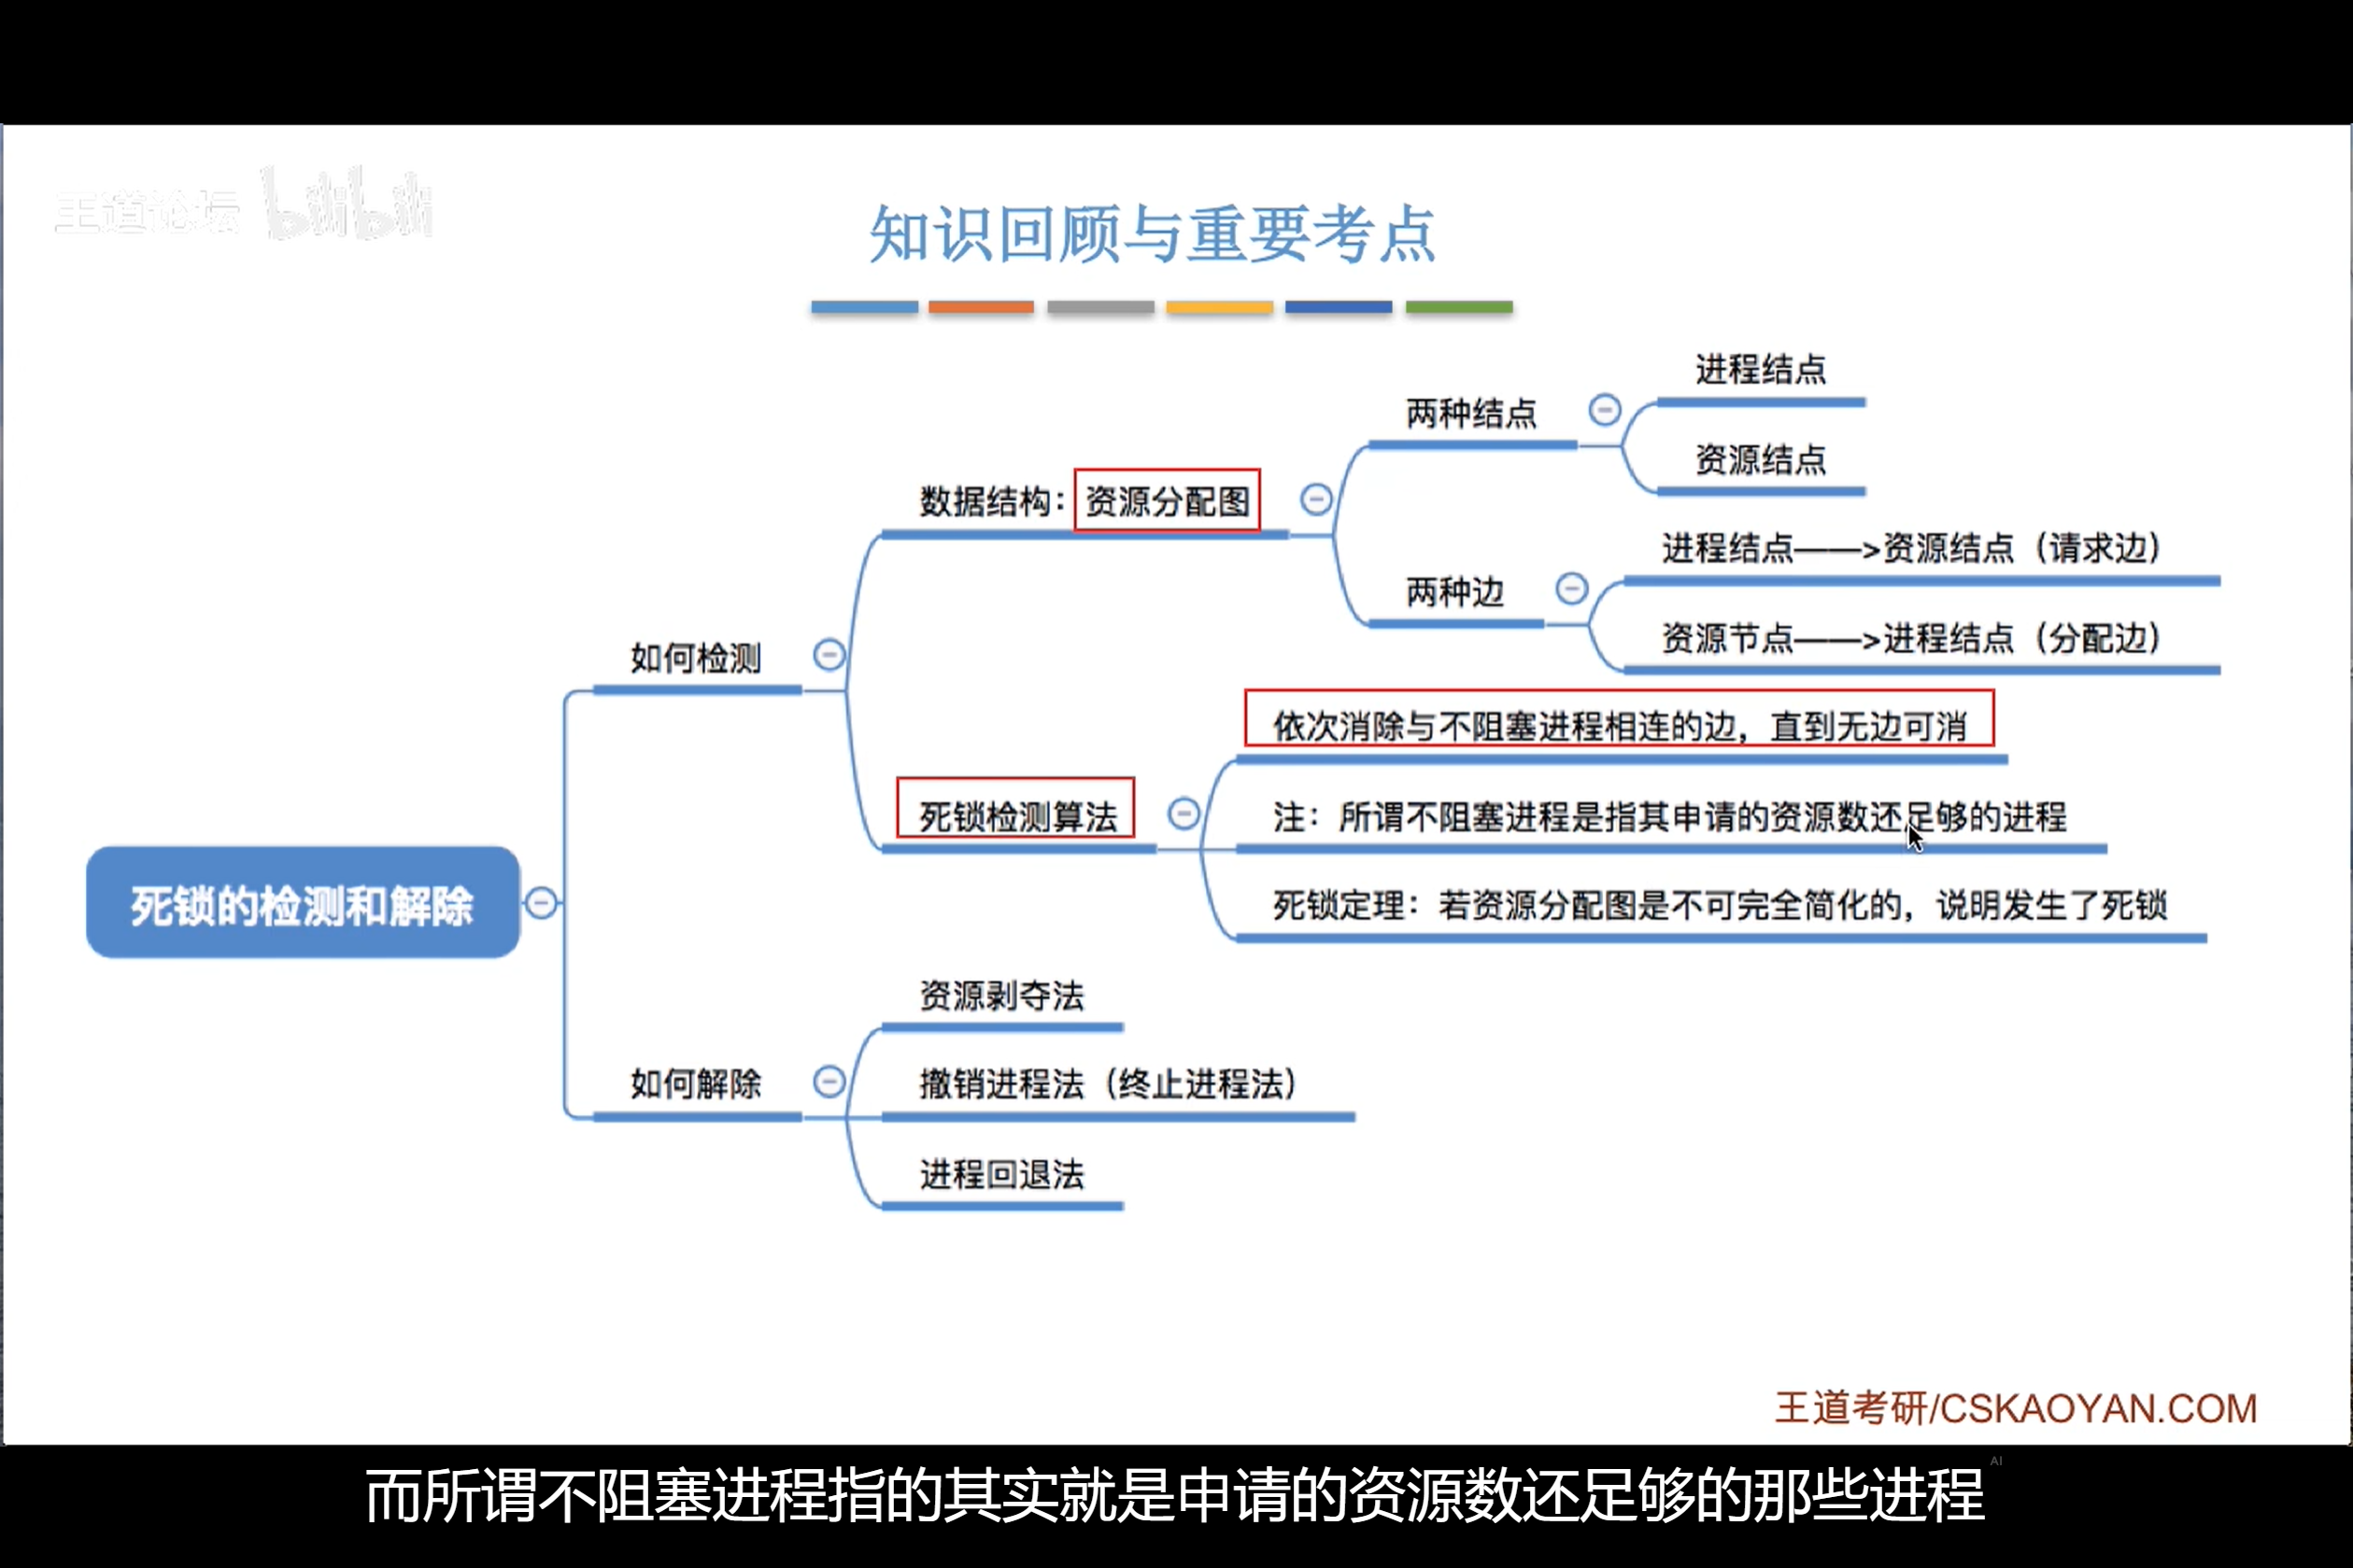 王道论坛 bilibili
知识回顾与重要考点
进程结点
两种结点
资源结点
数据结构：资源分配图
进程结点——>资源结点（请求边）
两种边
资源节点——>进程结点（分配边）
如何检测
依次消除与不阻塞进程相连的边，直到无边可消
死锁检测算法
注：所谓不阻塞进程是指其申请的资源数还足够的进程
死锁定理：若资源分配图是不可完全简化的，说明发生了死锁
死锁的检测和解除
资源剥夺法
如何解除
撤销进程法（终止进程法）
进程回退法
王道考研/CSKAOYAN.COM
AI
而所谓不阻塞进程指的其实就是申请的资源数还足够的那些进程